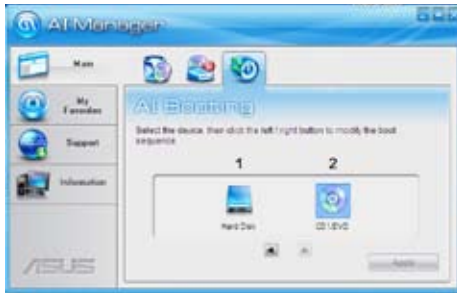 AI Manager
Main
My
Favorites
Support
Information
AI Booting
Select the device, then click the left / right button to modify the boot
sequence
1 2
Hard Disk
CD \ DVD
Apply
ASUS